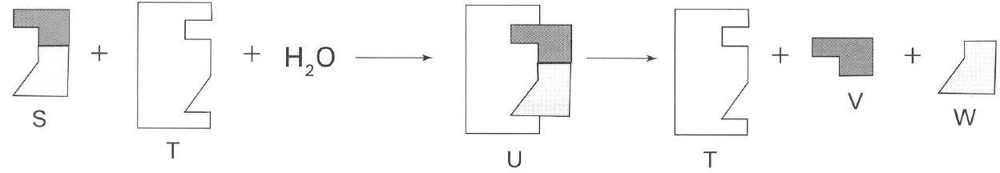 + + H₂O + +
S T U T V W